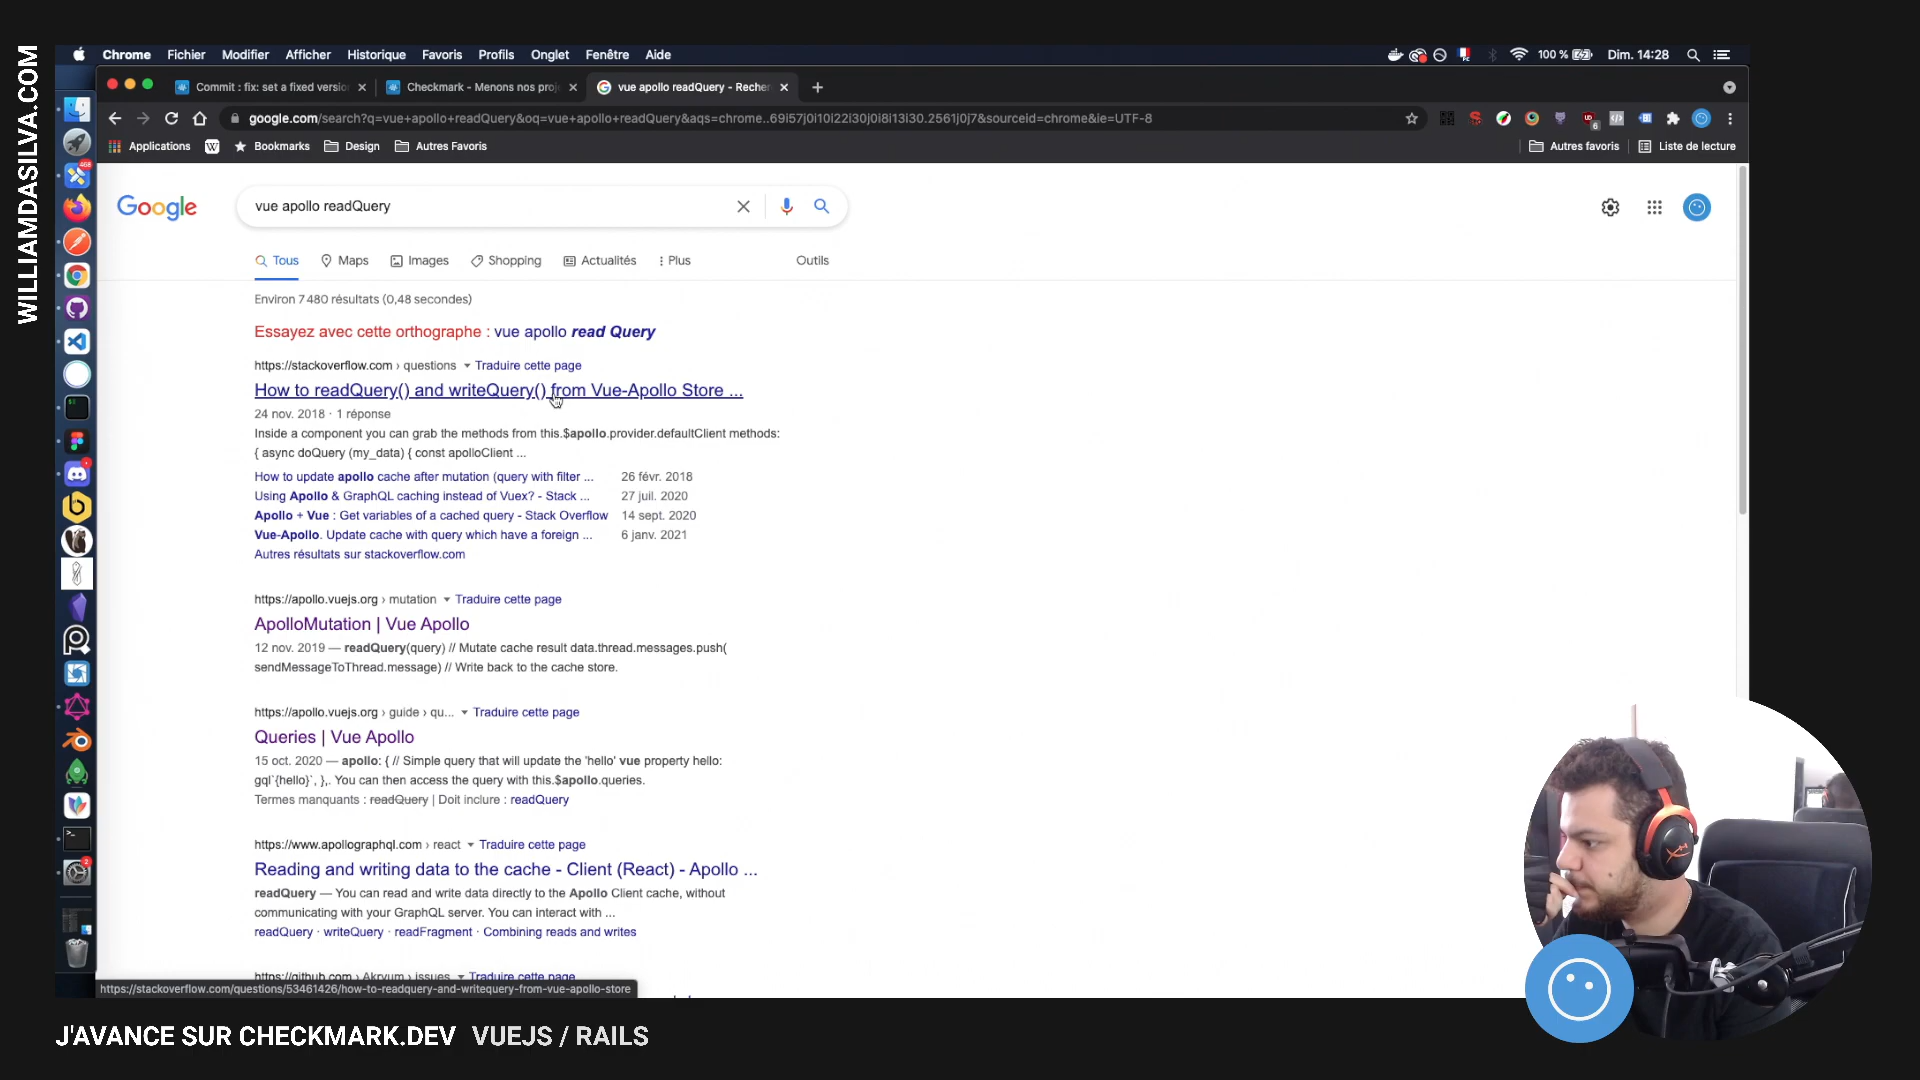 WILLIAMDASILVA.COM
Chrome Fichier Modifier Afficher Historique Favoris Profils Onglet Fenêtre Aide
100 % Dim. 14:28
Commit : fix: set a fixed versio
Checkmark - Menons nos proje
vue apollo readQuery - Recher
google.com/search?q=vue+apollo+readQuery&oq=vue+apollo+readQuery&aqs=chrome..69i57j0i10i22i30j0i8i13i30.2561j0j7&sourceid=chrome&ie=UTF-8
Applications W Bookmarks Design Autres Favoris
Autres favoris Liste de lecture
Google
vue apollo readQuery
Tous Maps Images Shopping Actualités Plus Outils
Environ 7 480 résultats (0,48 secondes)
Essayez avec cette orthographe : vue apollo read Query
https://stackoverflow.com › questions Traduire cette page
How to readQuery() and writeQuery() from Vue-Apollo Store ...
24 nov. 2018 · 1 réponse
Inside a component you can grab the methods from this.$apollo.provider.defaultClient methods:
{ async doQuery (my_data) { const apolloClient ...
How to update apollo cache after mutation (query with filter ... 26 févr. 2018
Using Apollo & GraphQL caching instead of Vuex? - Stack ... 27 juil. 2020
Apollo + Vue : Get variables of a cached query - Stack Overflow 14 sept. 2020
Vue-Apollo. Update cache with query which have a foreign ... 6 janv. 2021
Autres résultats sur stackoverflow.com
https://apollo.vuejs.org › mutation Traduire cette page
ApolloMutation | Vue Apollo
12 nov. 2019 — readQuery(query) // Mutate cache result data.thread.messages.push(
sendMessageToThread.message) // Write back to the cache store.
https://apollo.vuejs.org › guide › qu... Traduire cette page
Queries | Vue Apollo
15 oct. 2020 — apollo: { // Simple query that will update the 'hello' vue property hello:
gql`{hello}`, },. You can then access the query with this.$apollo.queries.
Termes manquants : readQuery | Doit inclure : readQuery
https://www.apollographql.com › react Traduire cette page
Reading and writing data to the cache - Client (React) - Apollo ...
readQuery — You can read and write data directly to the Apollo Client cache, without
communicating with your GraphQL server. You can interact with ...
readQuery · writeQuery · readFragment · Combining reads and writes
https://github.com › Akryum › issues Traduire cette page
https://stackoverflow.com/questions/53461426/how-to-readquery-and-writequery-from-vue-apollo-store
J'AVANCE SUR CHECKMARK.DEV VUEJS / RAILS